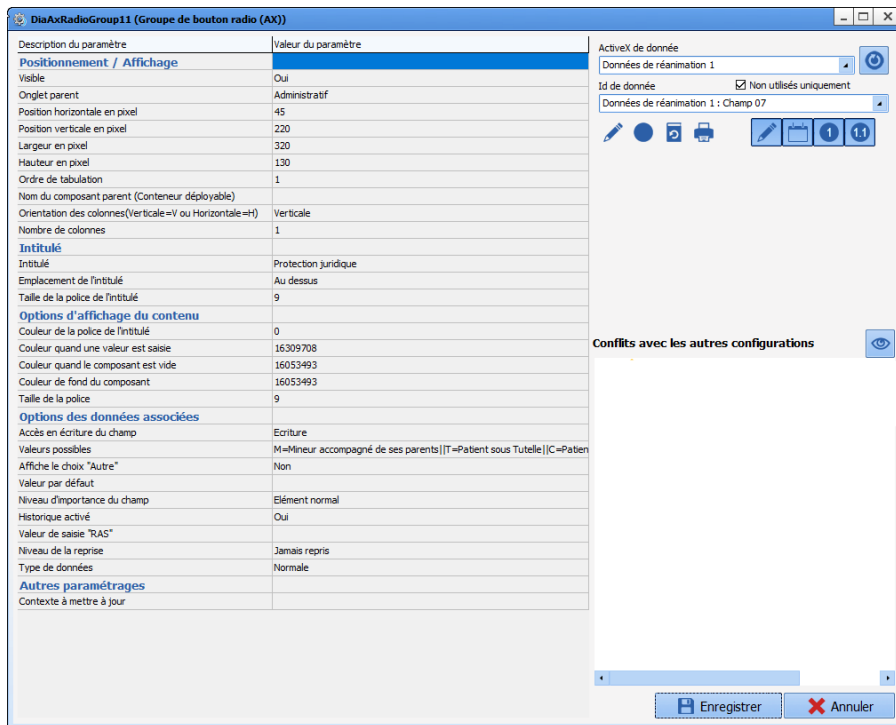 DiaAxRadioGroup11 (Groupe de bouton radio (AX))
Description du paramètre Valeur du paramètre
Positionnement / Affichage
Visible Oui
Onglet parent Administratif
Position horizontale en pixel 45
Position verticale en pixel 220
Largeur en pixel 320
Hauteur en pixel 130
Ordre de tabulation 1
Nom du composant parent (Conteneur déployable)
Orientation des colonnes(Verticale=V ou Horizontale=H) Verticale
Nombre de colonnes 1
Intitulé
Intitulé Protection juridique
Emplacement de l'intitulé Au dessus
Taille de la police de l'intitulé 9
Options d'affichage du contenu
Couleur de la police de l'intitulé 0
Couleur quand une valeur est saisie 16309708
Couleur quand le composant est vide 16053493
Couleur de fond du composant 16053493
Taille de la police 9
Options des données associées
Accès en écriture du champ Ecriture
Valeurs possibles M=Mineur accompagné de ses parents||T=Patient sous Tutelle||C=Patien
Affiche le choix "Autre" Non
Valeur par défaut
Niveau d'importance du champ Elément normal
Historique activé Oui
Valeur de saisie "RAS"
Niveau de la reprise Jamais repris
Type de données Normale
Autres paramétrages
Contexte à mettre à jour
ActiveX de donnée
Données de réanimation 1
Id de donnée Non utilisés uniquement
Données de réanimation 1 : Champ 07
1 1.1
Conflits avec les autres configurations
Enregistrer Annuler